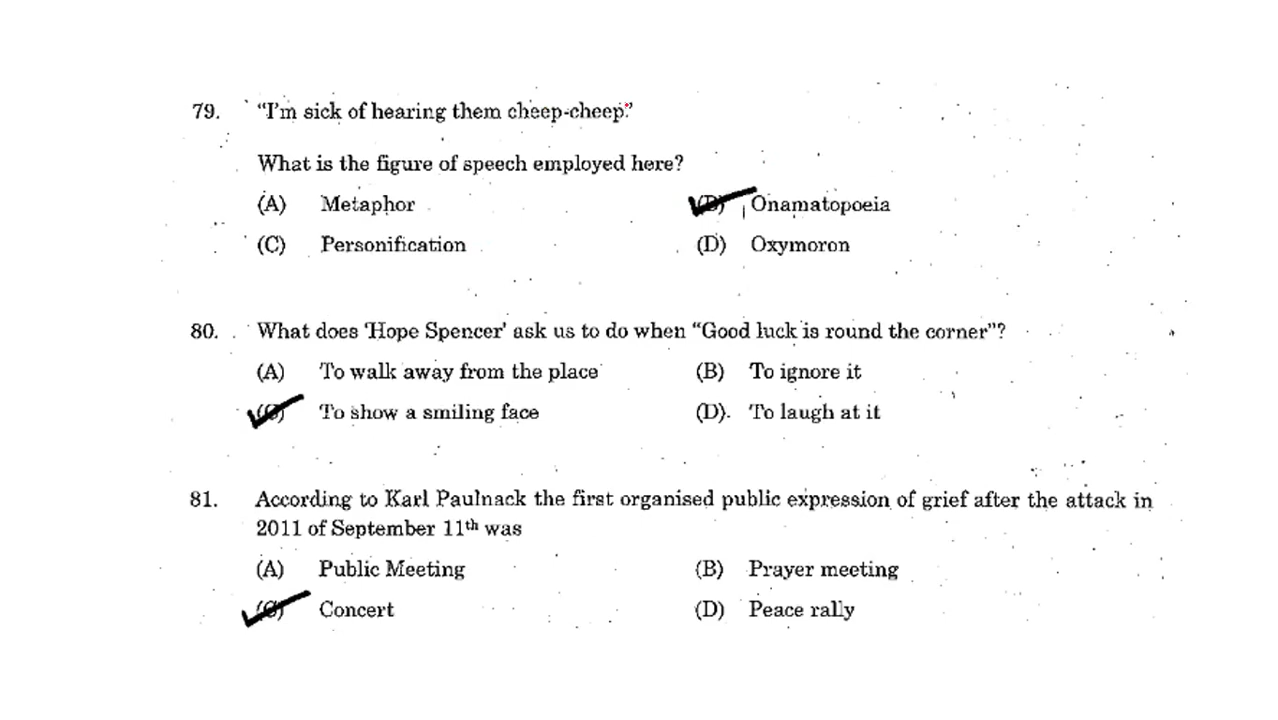 79. “I’m sick of hearing them cheep-cheep.”
What is the figure of speech employed here?
(A) Metaphor (B) Onamatopoeia
(C) Personification (D) Oxymoron
80. What does ‘Hope Spencer’ ask us to do when “Good luck is round the corner”?
(A) To walk away from the place (B) To ignore it
(C) To show a smiling face (D) To laugh at it
81. According to Karl Paulnack the first organised public expression of grief after the attack in
2011 of September 11th was
(A) Public Meeting (B) Prayer meeting
(C) Concert (D) Peace rally